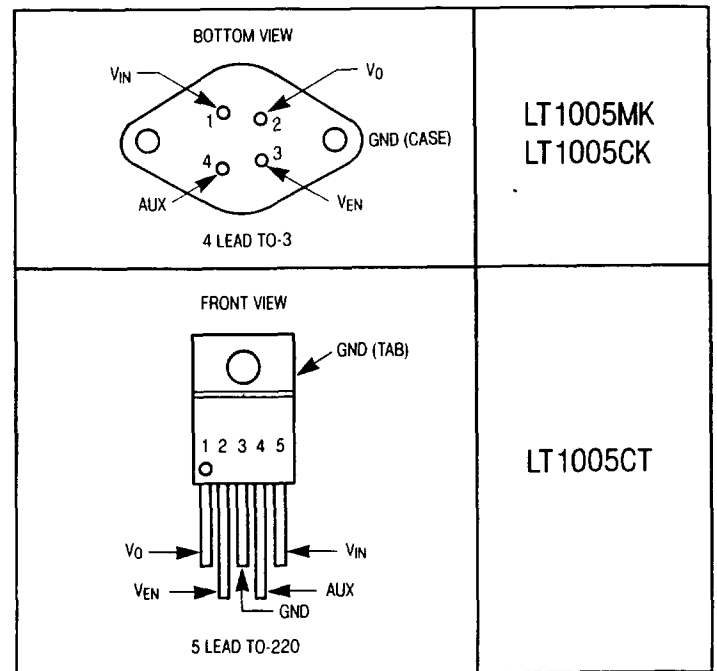 BOTTOM VIEW
VIN
VO
1
2
GND (CASE)
4
3
AUX
VEN
4 LEAD TO-3
LT1005MK
LT1005CK
FRONT VIEW
GND (TAB)
1 2 3 4 5
VO
VIN
VEN
AUX
GND
5 LEAD TO-220
LT1005CT